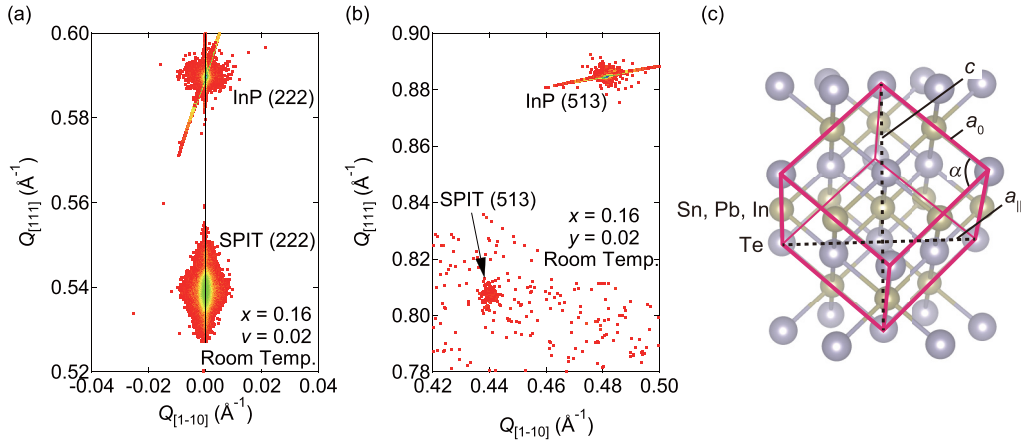 (a)
Q[111] (Å-1)
0.60
0.58
0.56
0.54
0.52
InP (222)
SPIT (222)
x = 0.16
v = 0.02
Room Temp.
-0.04
-0.02
0.00
0.02
0.04
Q[1-10] (Å-1)
(b)
Q[111] (Å-1)
0.90
0.88
0.86
0.84
0.82
0.80
0.78
InP (513)
SPIT (513)
x = 0.16
y = 0.02
Room Temp.
0.42
0.44
0.46
0.48
0.50
Q[1-10] (Å-1)
(c)
c
a0
α
a||
Sn, Pb, In
Te